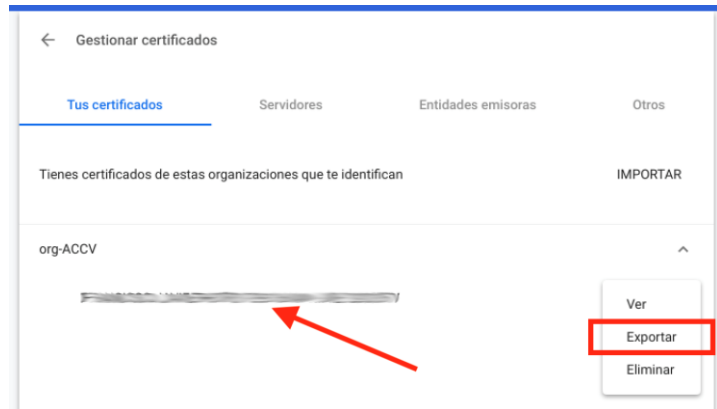 Gestionar certificados
Tus certificados Servidores Entidades emisoras Otros
Tienes certificados de estas organizaciones que te identifican IMPORTAR
org-ACCV
Ver
Exportar
Eliminar